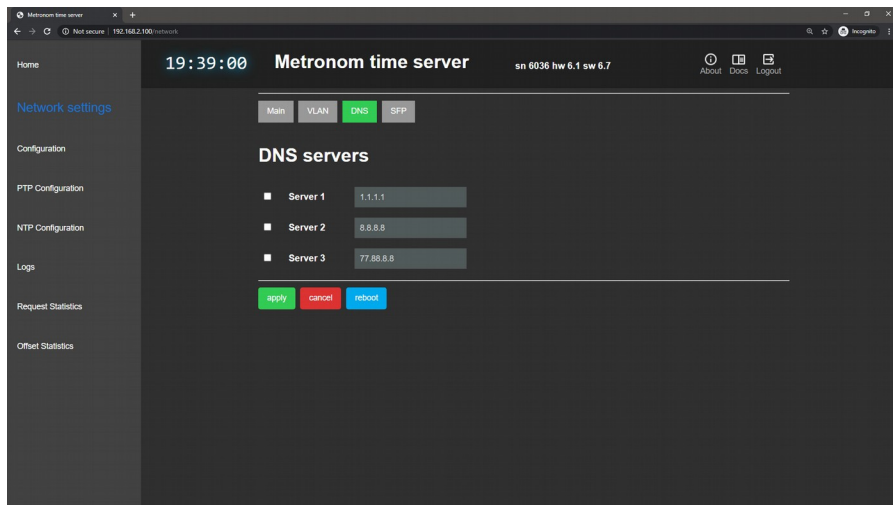 Metronom time server
Not secure | 192.168.2.100/network
Incognito
Home
19:39:00
Metronom time server
sn 6036 hw 6.1 sw 6.7
About Docs Logout
Network settings
Main VLAN DNS SFP
Configuration
DNS servers
PTP Configuration
Server 1 1.1.1.1
NTP Configuration
Server 2 8.8.8.8
Server 3 77.88.8.8
Logs
apply cancel reboot
Request Statistics
Offset Statistics